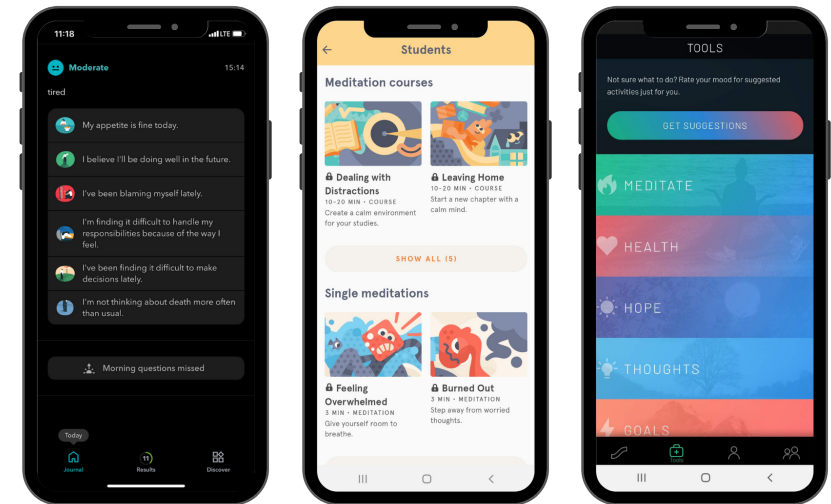 11:18
LTE
Moderate
15:14
tired
My appetite is fine today.
I believe I'll be doing well in the future.
I've been blaming myself lately.
I'm finding it difficult to handle my
responsibilities because of the way I
feel.
I've been finding it difficult to make
decisions lately.
I'm not thinking about death more often
than usual.
Morning questions missed
Today
11
Journal
Results
Discover
Students
Meditation courses
Dealing with
Distractions
10-20 MIN • COURSE
Create a calm environment
for your studies.
Leaving Home
10-20 MIN • COURSE
Start a new chapter with a
calm mind.
SHOW ALL (5)
Single meditations
Feeling
Overwhelmed
3 MIN • MEDITATION
Give yourself room to
breathe.
Burned Out
3 MIN • MEDITATION
Step away from worried
thoughts.
TOOLS
Not sure what to do? Rate your mood for suggested
activities just for you.
GET SUGGESTIONS
MEDITATE
HEALTH
HOPE
THOUGHTS
GOALS
TOOLS